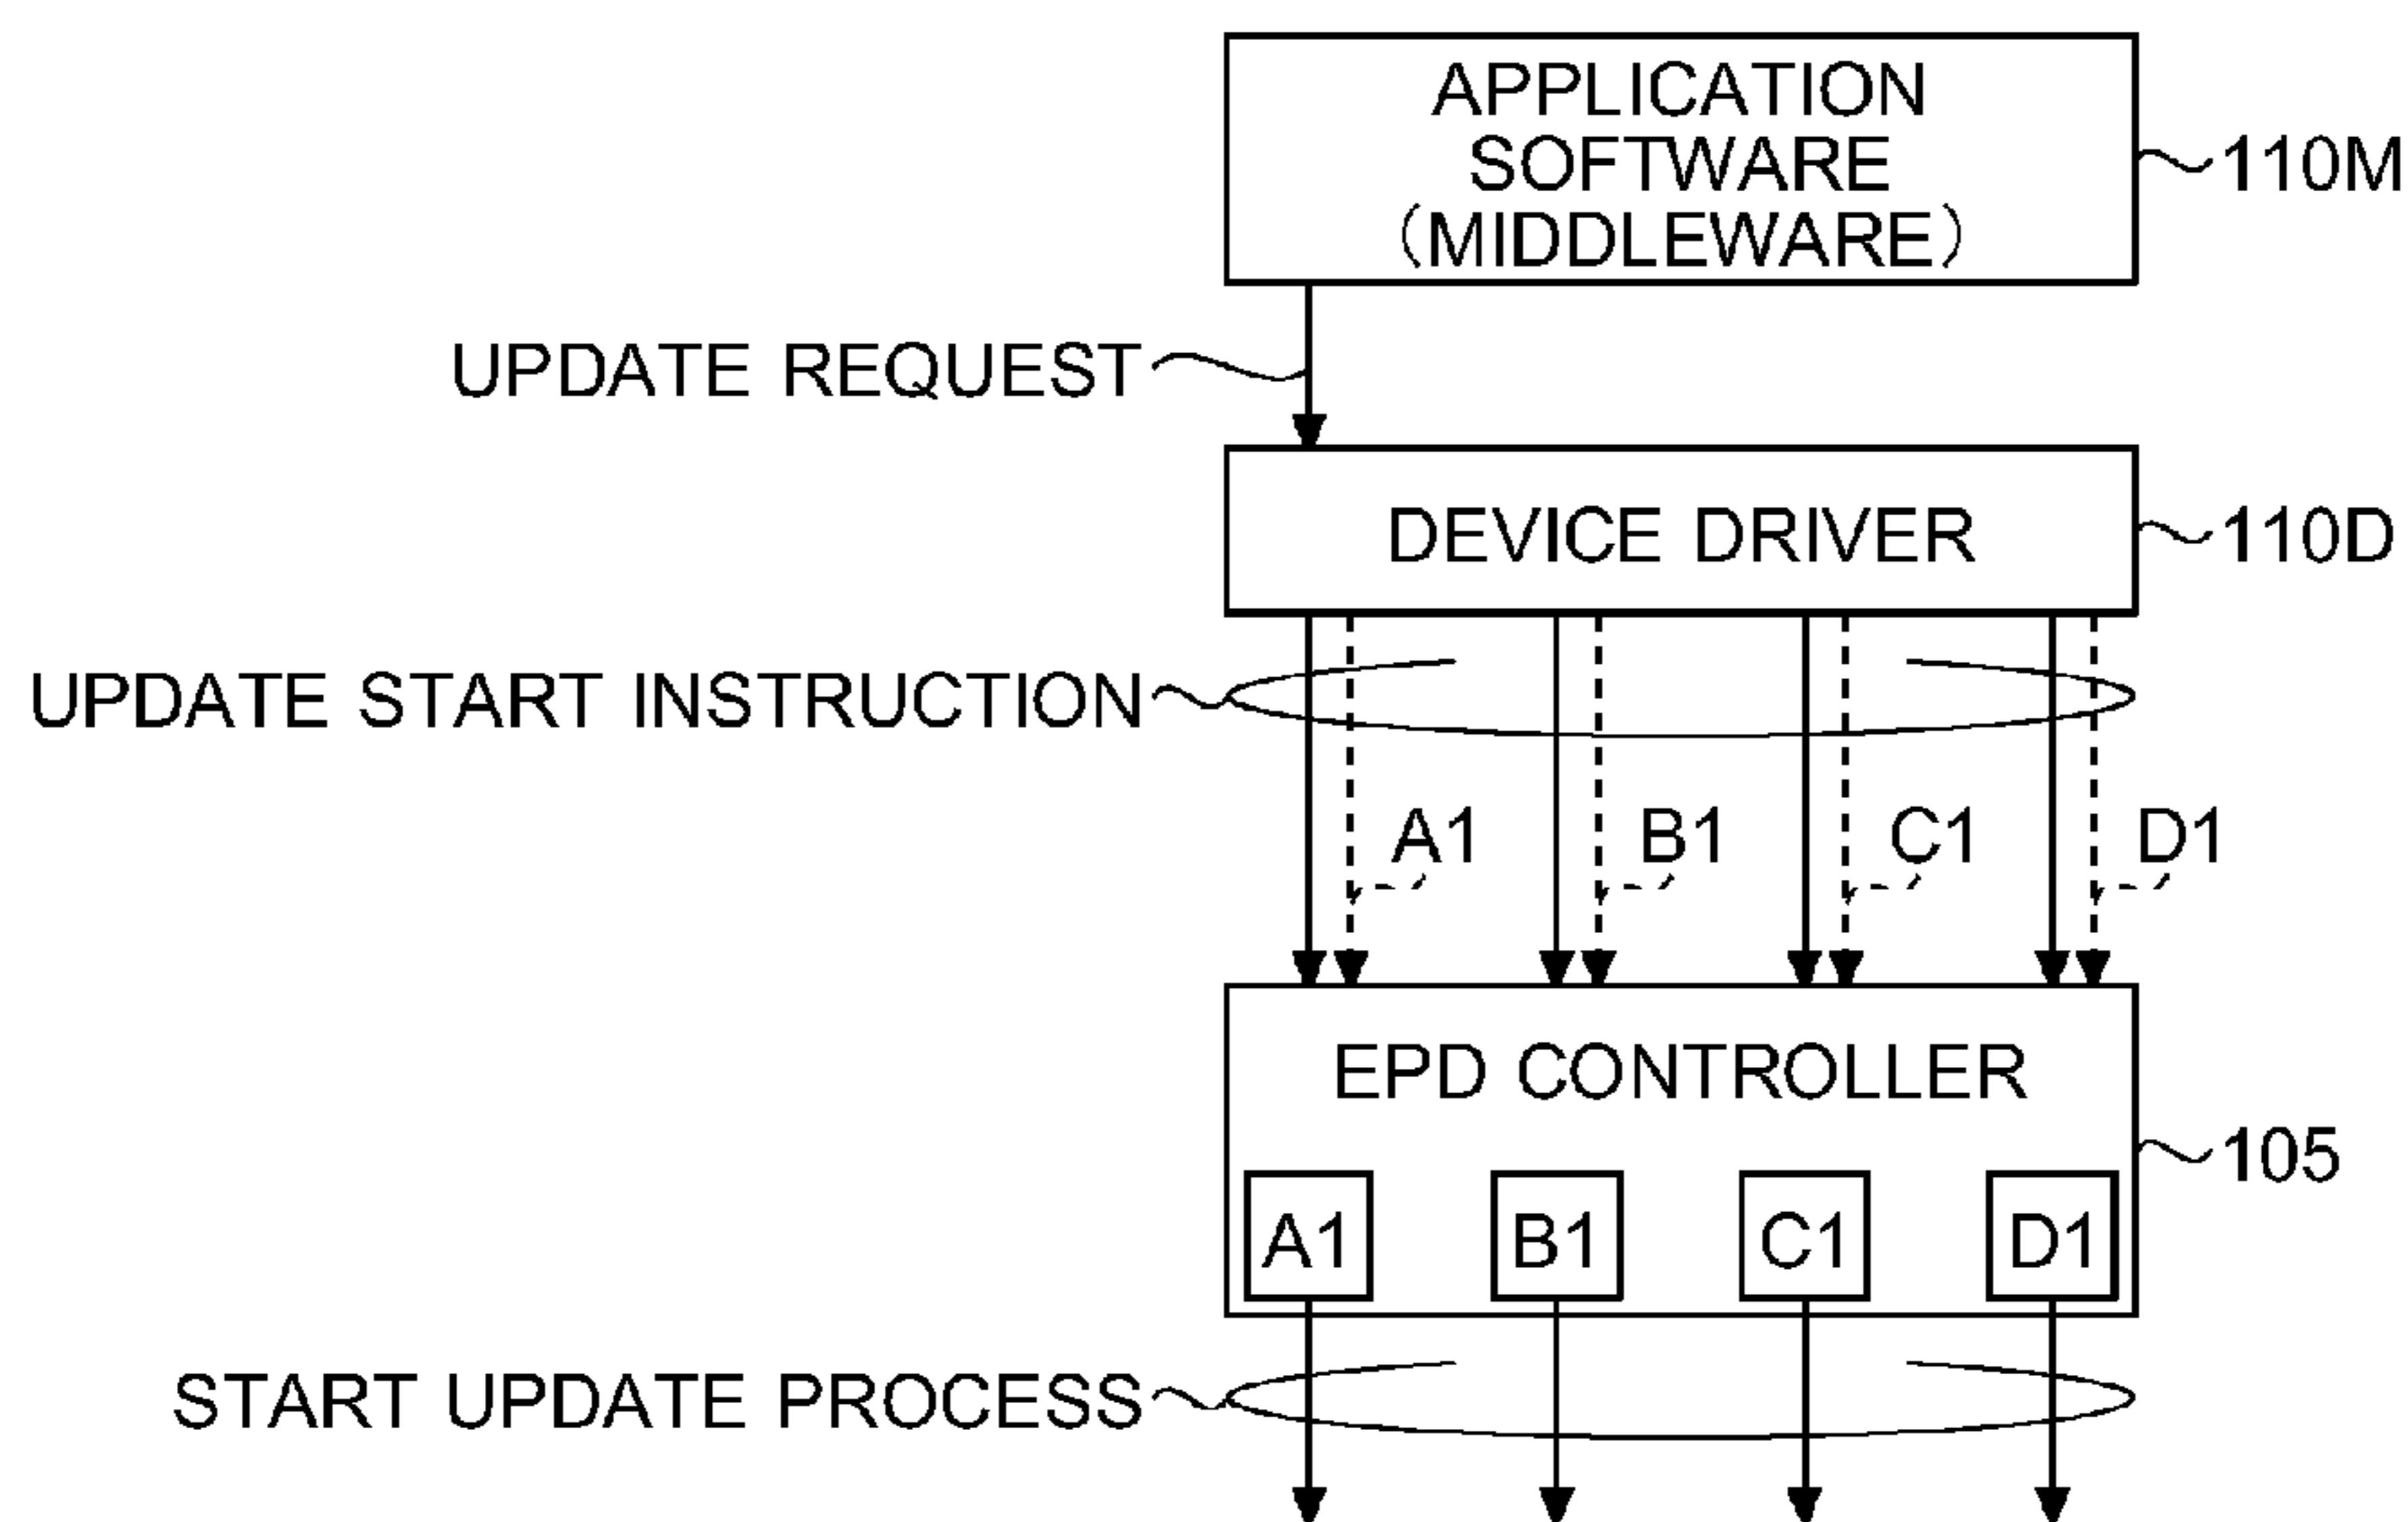 APPLICATION
SOFTWARE
(MIDDLEWARE)
110M
UPDATE REQUEST
DEVICE DRIVER
110D
UPDATE START INSTRUCTION
A1
B1
C1
D1
EPD CONTROLLER
105
A1
B1
C1
D1
START UPDATE PROCESS